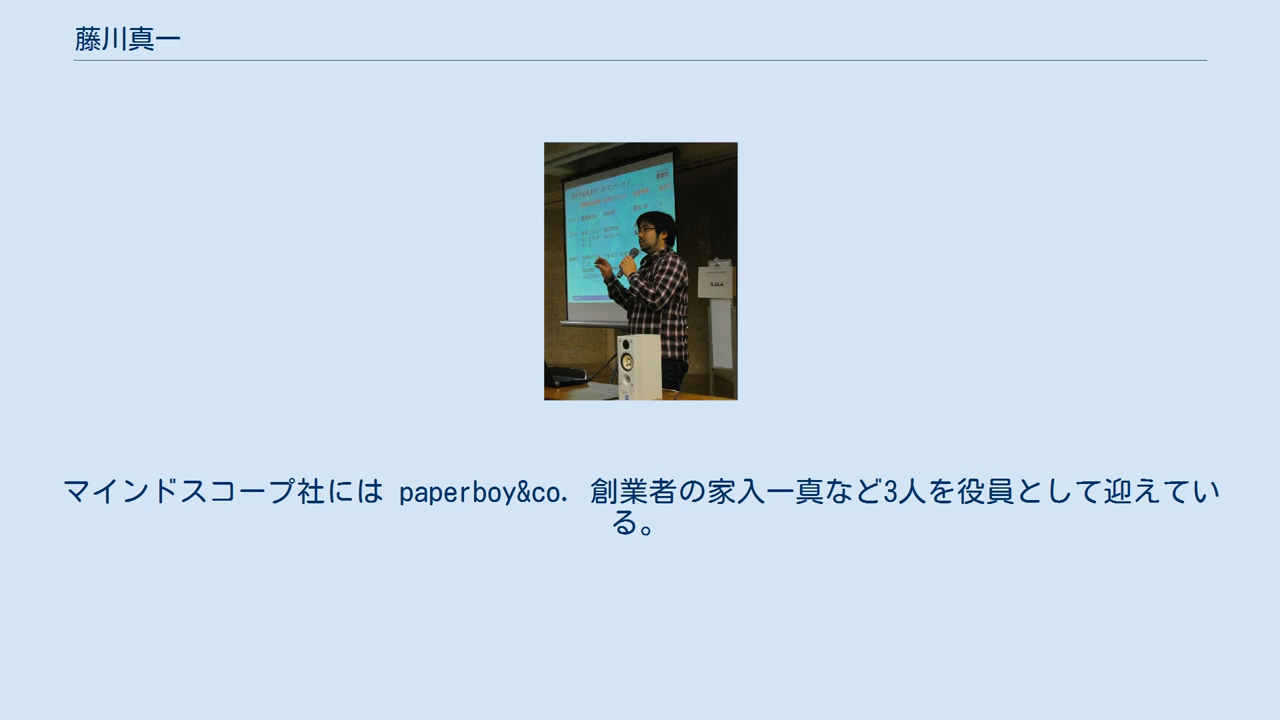 藤川真一
マインドスコープ社には paperboy&co. 創業者の家入一真など3人を役員として迎えてい
る。